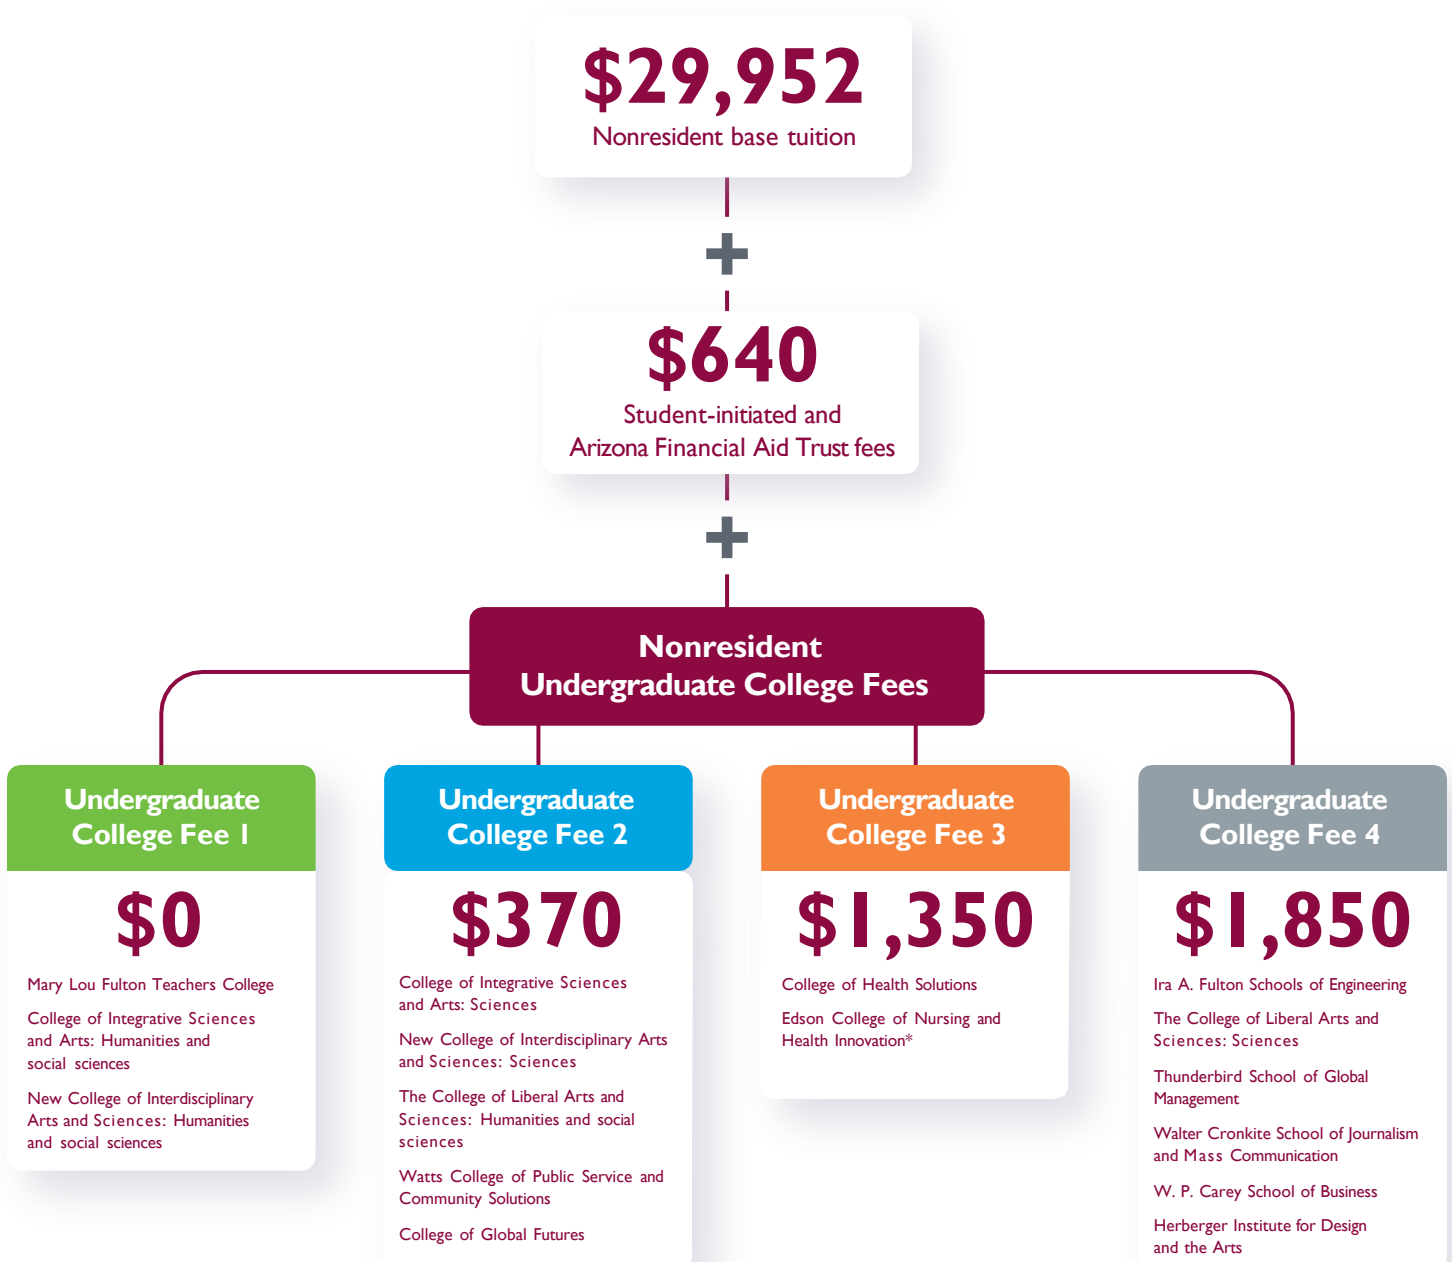 $29,952
Nonresident base tuition
$640
Student-initiated and
Arizona Financial Aid Trust fees
Nonresident
Undergraduate College Fees
Undergraduate
College Fee 1
$0
Mary Lou Fulton Teachers College
College of Integrative Sciences
and Arts: Humanities and
social sciences
New College of Interdisciplinary
Arts and Sciences: Humanities
and social sciences
Undergraduate
College Fee 2
$370
College of Integrative Sciences
and Arts: Sciences
New College of Interdisciplinary Arts
and Sciences: Sciences
The College of Liberal Arts and
Sciences: Humanities and social
sciences
Watts College of Public Service and
Community Solutions
College of Global Futures
Undergraduate
College Fee 3
$1,350
College of Health Solutions
Edson College of Nursing and
Health Innovation*
Undergraduate
College Fee 4
$1,850
Ira A. Fulton Schools of Engineering
The College of Liberal Arts and
Sciences: Sciences
Thunderbird School of Global
Management
Walter Cronkite School of Journalism
and Mass Communication
W. P. Carey School of Business
Herberger Institute for Design
and the Arts